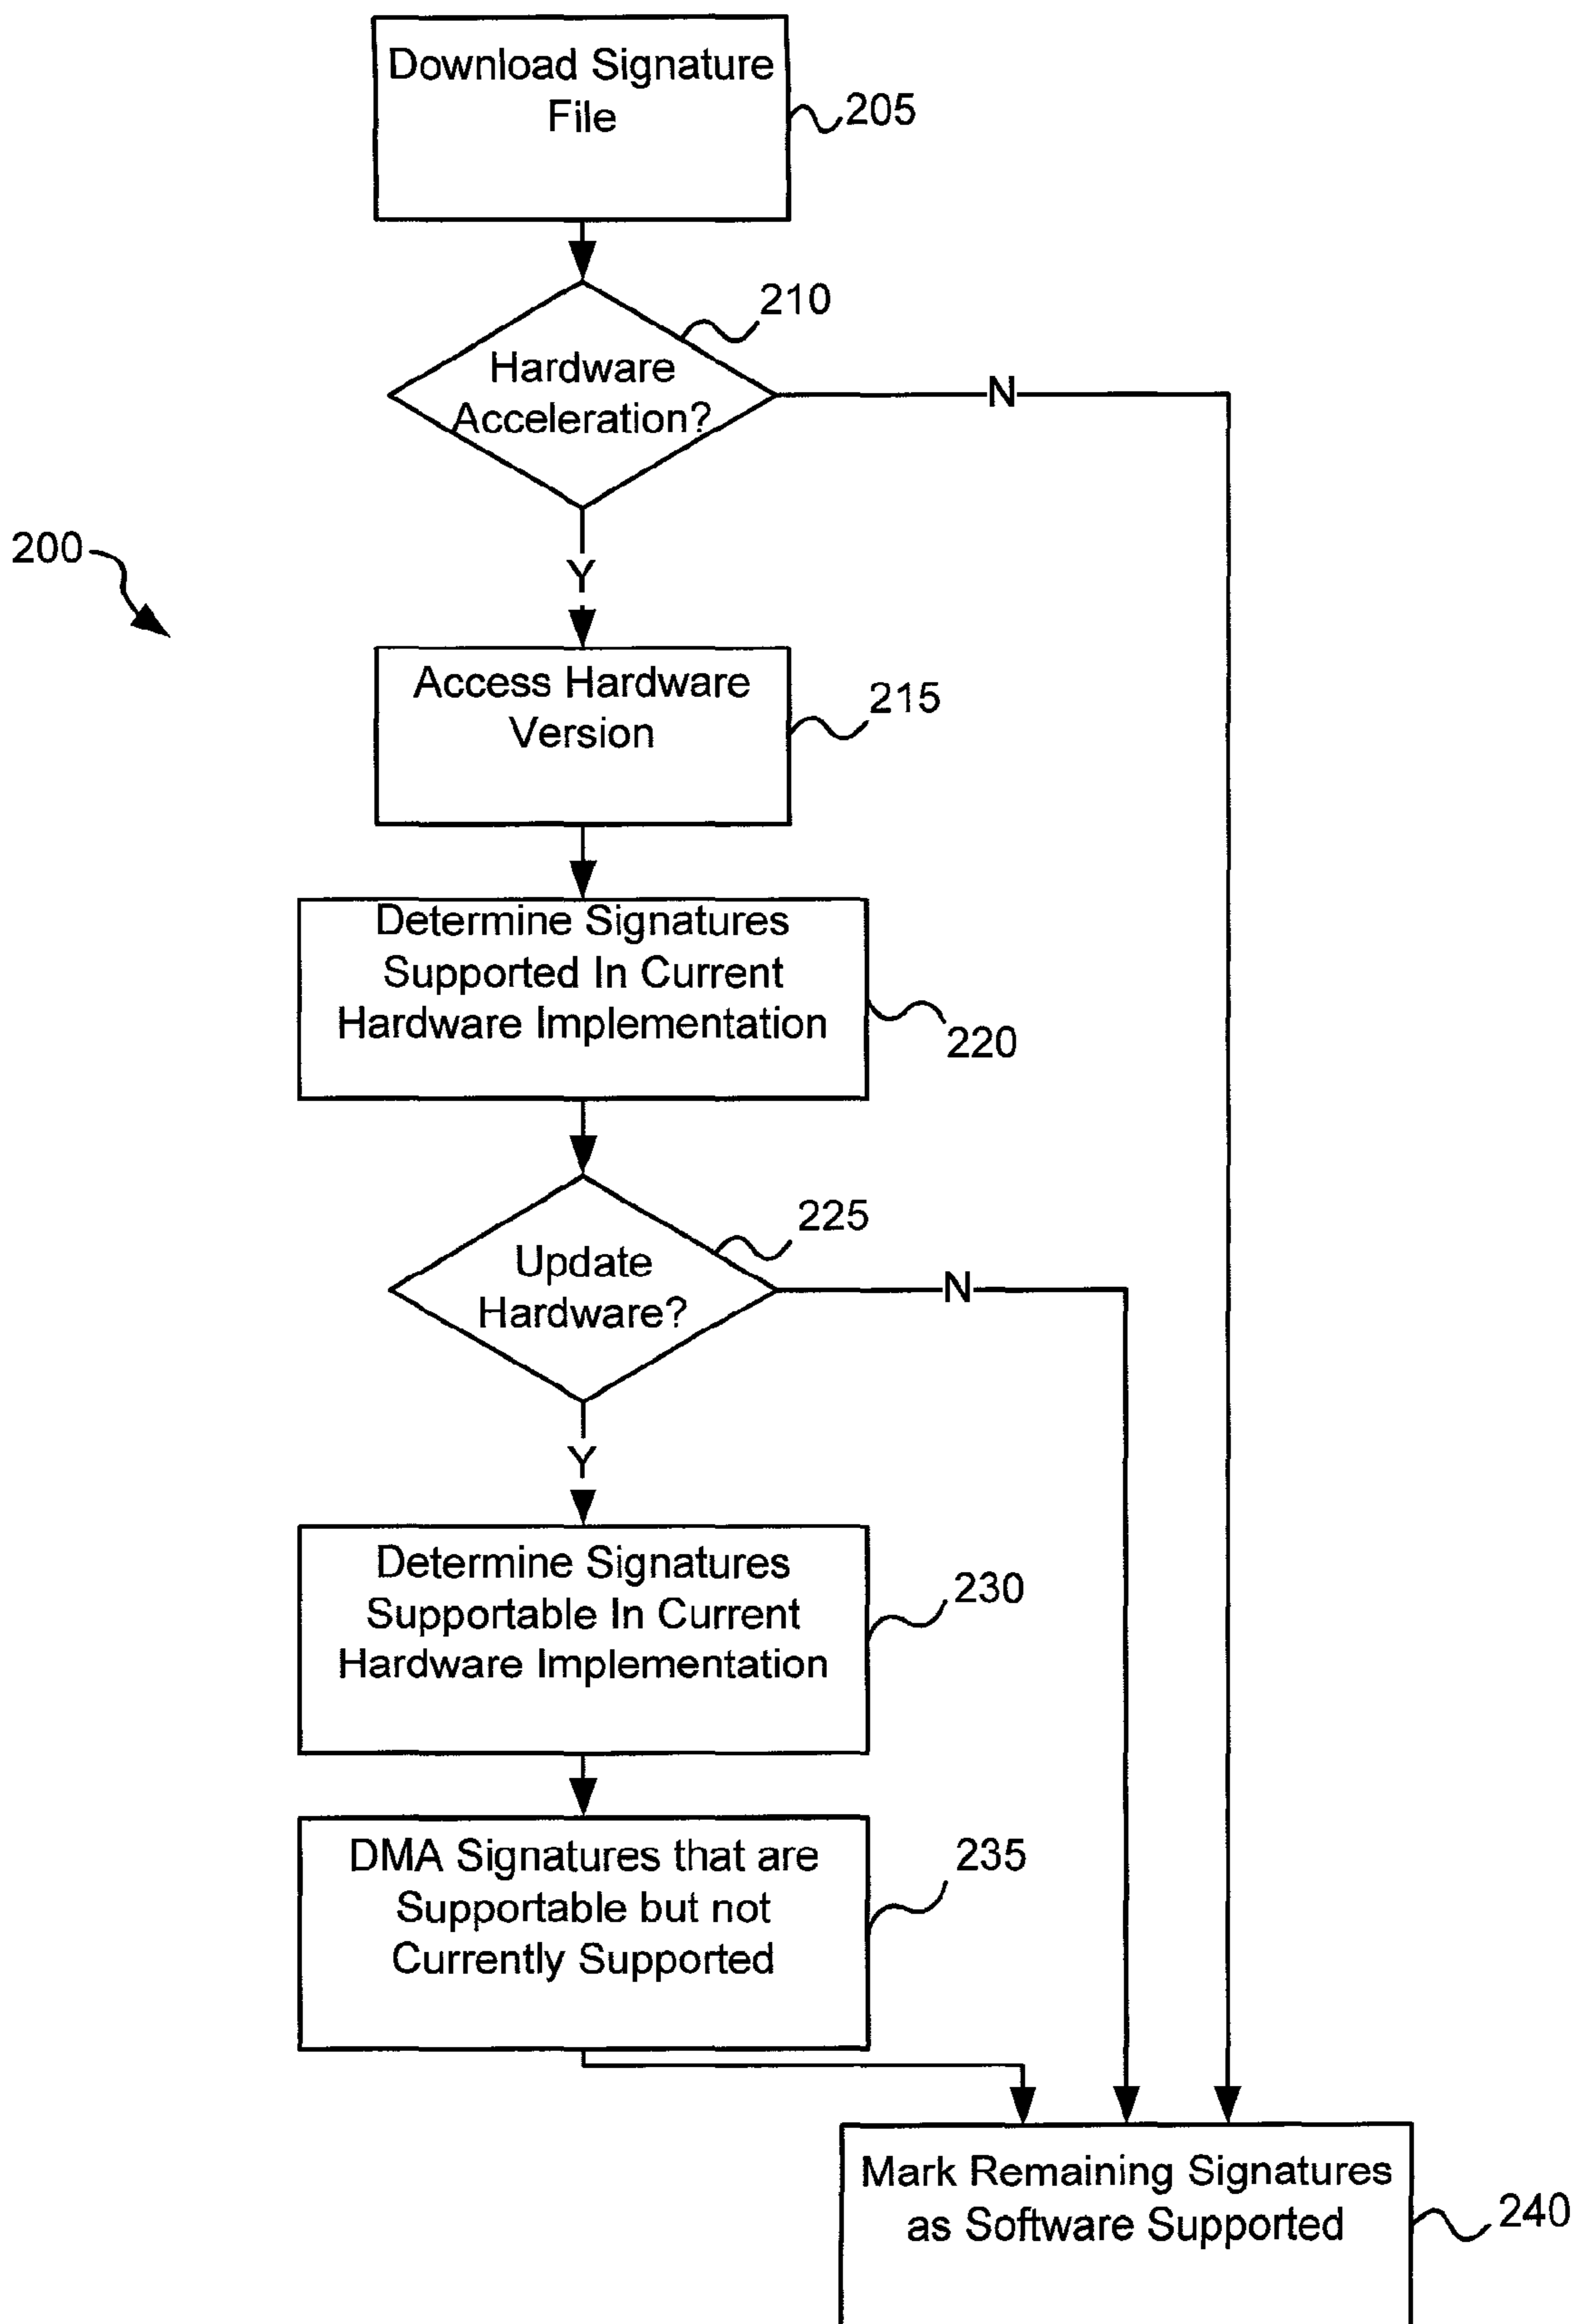 Download Signature
File
205
210
Hardware
Acceleration?
N
200
Y
Access Hardware
Version
215
Determine Signatures
Supported In Current
Hardware Implementation
220
225
Update
Hardware?
N
Y
Determine Signatures
Supportable In Current
Hardware Implementation
230
DMA Signatures that are
Supportable but not
Currently Supported
235
Mark Remaining Signatures
as Software Supported
240